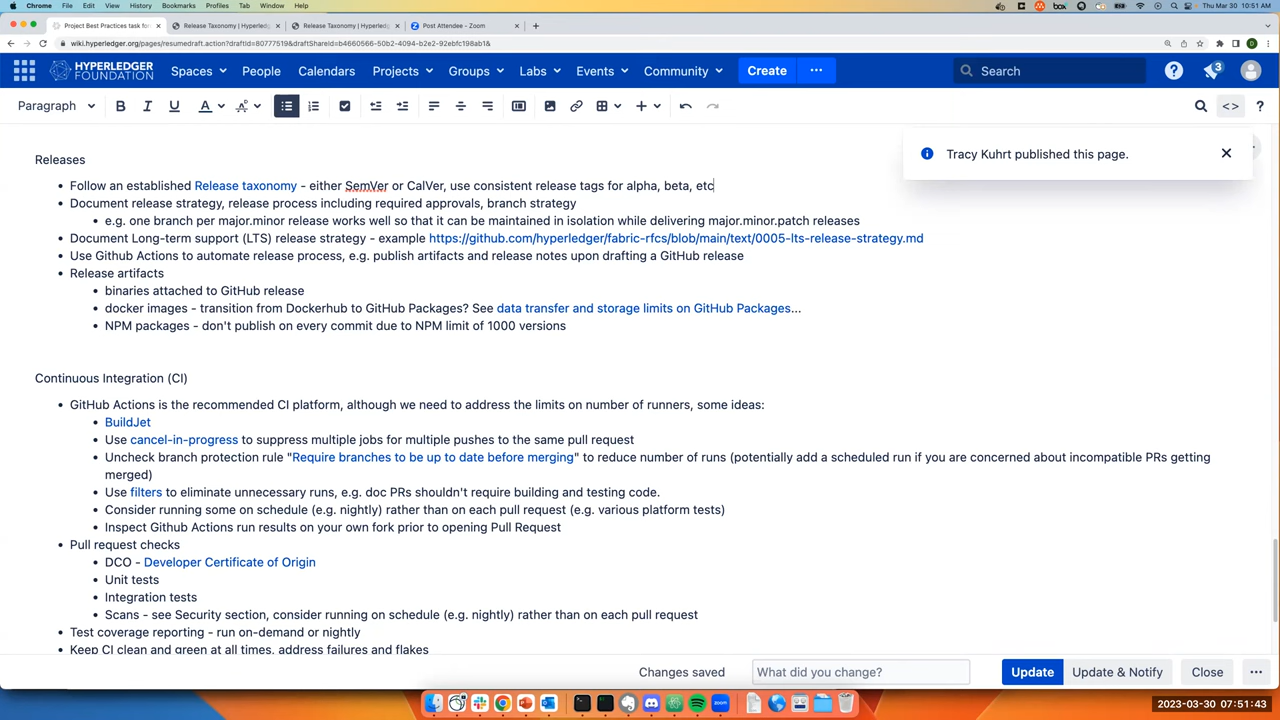 Chrome File Edit View History Bookmarks Profiles Tab Window Help
box
Thu Mar 30 10:51 AM
Project Best Practices task for
Release Taxonomy | Hyperledg
Release Taxonomy | Hyperledg
Post Attendee - Zoom
wiki.hyperledger.org/pages/resumedraft.action?draftId=80777519&draftShareId=b4660566-50b2-4094-b2e2-92ebfc198ab1&
HYPERLEDGER
FOUNDATION
Spaces People Calendars Projects Groups Labs Events Community Create Search 3
Paragraph
Tracy Kuhrt published this page.
Releases
• Follow an established Release taxonomy - either SemVer or CalVer, use consistent release tags for alpha, beta, etc
• Document release strategy, release process including required approvals, branch strategy
• e.g. one branch per major.minor release works well so that it can be maintained in isolation while delivering major.minor.patch releases
• Document Long-term support (LTS) release strategy - example https://github.com/hyperledger/fabric-rfcs/blob/main/text/0005-lts-release-strategy.md
• Use Github Actions to automate release process, e.g. publish artifacts and release notes upon drafting a GitHub release
• Release artifacts
• binaries attached to GitHub release
• docker images - transition from Dockerhub to GitHub Packages? See data transfer and storage limits on GitHub Packages...
• NPM packages - don't publish on every commit due to NPM limit of 1000 versions
Continuous Integration (CI)
• GitHub Actions is the recommended CI platform, although we need to address the limits on number of runners, some ideas:
• BuildJet
• Use cancel-in-progress to suppress multiple jobs for multiple pushes to the same pull request
• Uncheck branch protection rule "Require branches to be up to date before merging" to reduce number of runs (potentially add a scheduled run if you are concerned about incompatible PRs getting
merged)
• Use filters to eliminate unnecessary runs, e.g. doc PRs shouldn't require building and testing code.
• Consider running some on schedule (e.g. nightly) rather than on each pull request (e.g. various platform tests)
• Inspect Github Actions run results on your own fork prior to opening Pull Request
• Pull request checks
• DCO - Developer Certificate of Origin
• Unit tests
• Integration tests
• Scans - see Security section, consider running on schedule (e.g. nightly) rather than on each pull request
• Test coverage reporting - run on-demand or nightly
• Keep CI clean and green at all times, address failures and flakes
Changes saved What did you change? Update Update & Notify Close
zoom
2023-03-30 07:51:43